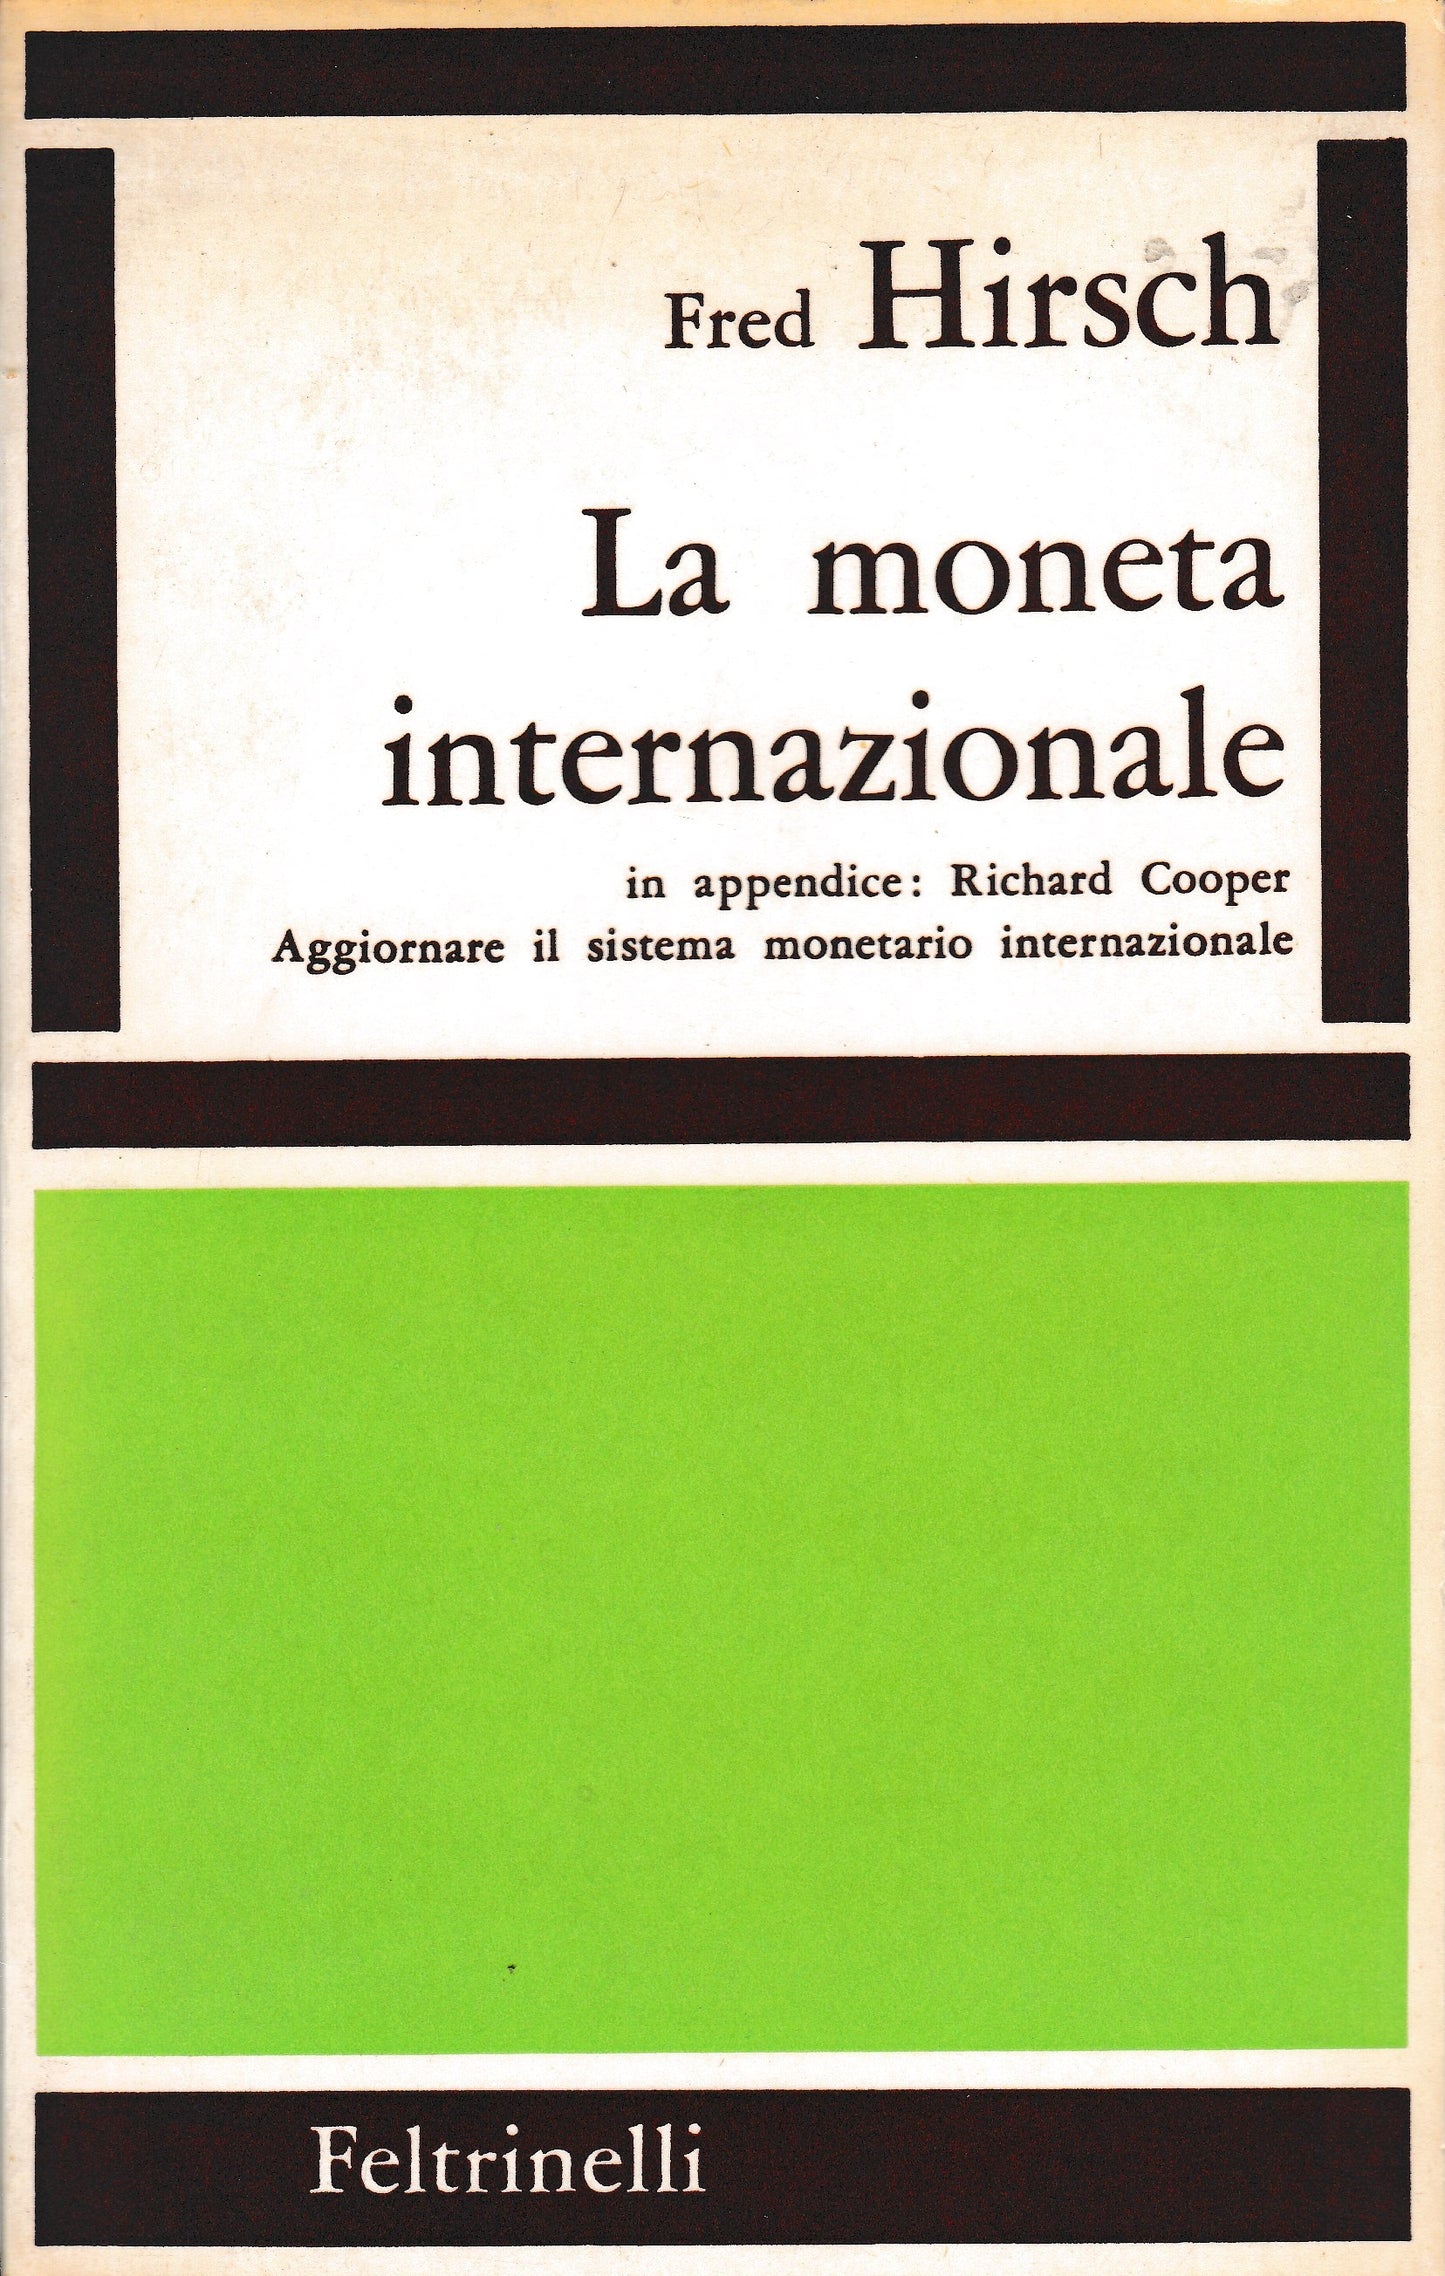 Fred Hirsch
La moneta
internazionale
in appendice: Richard Cooper
Aggiornare il sistema monetario internazionale
Feltrinelli